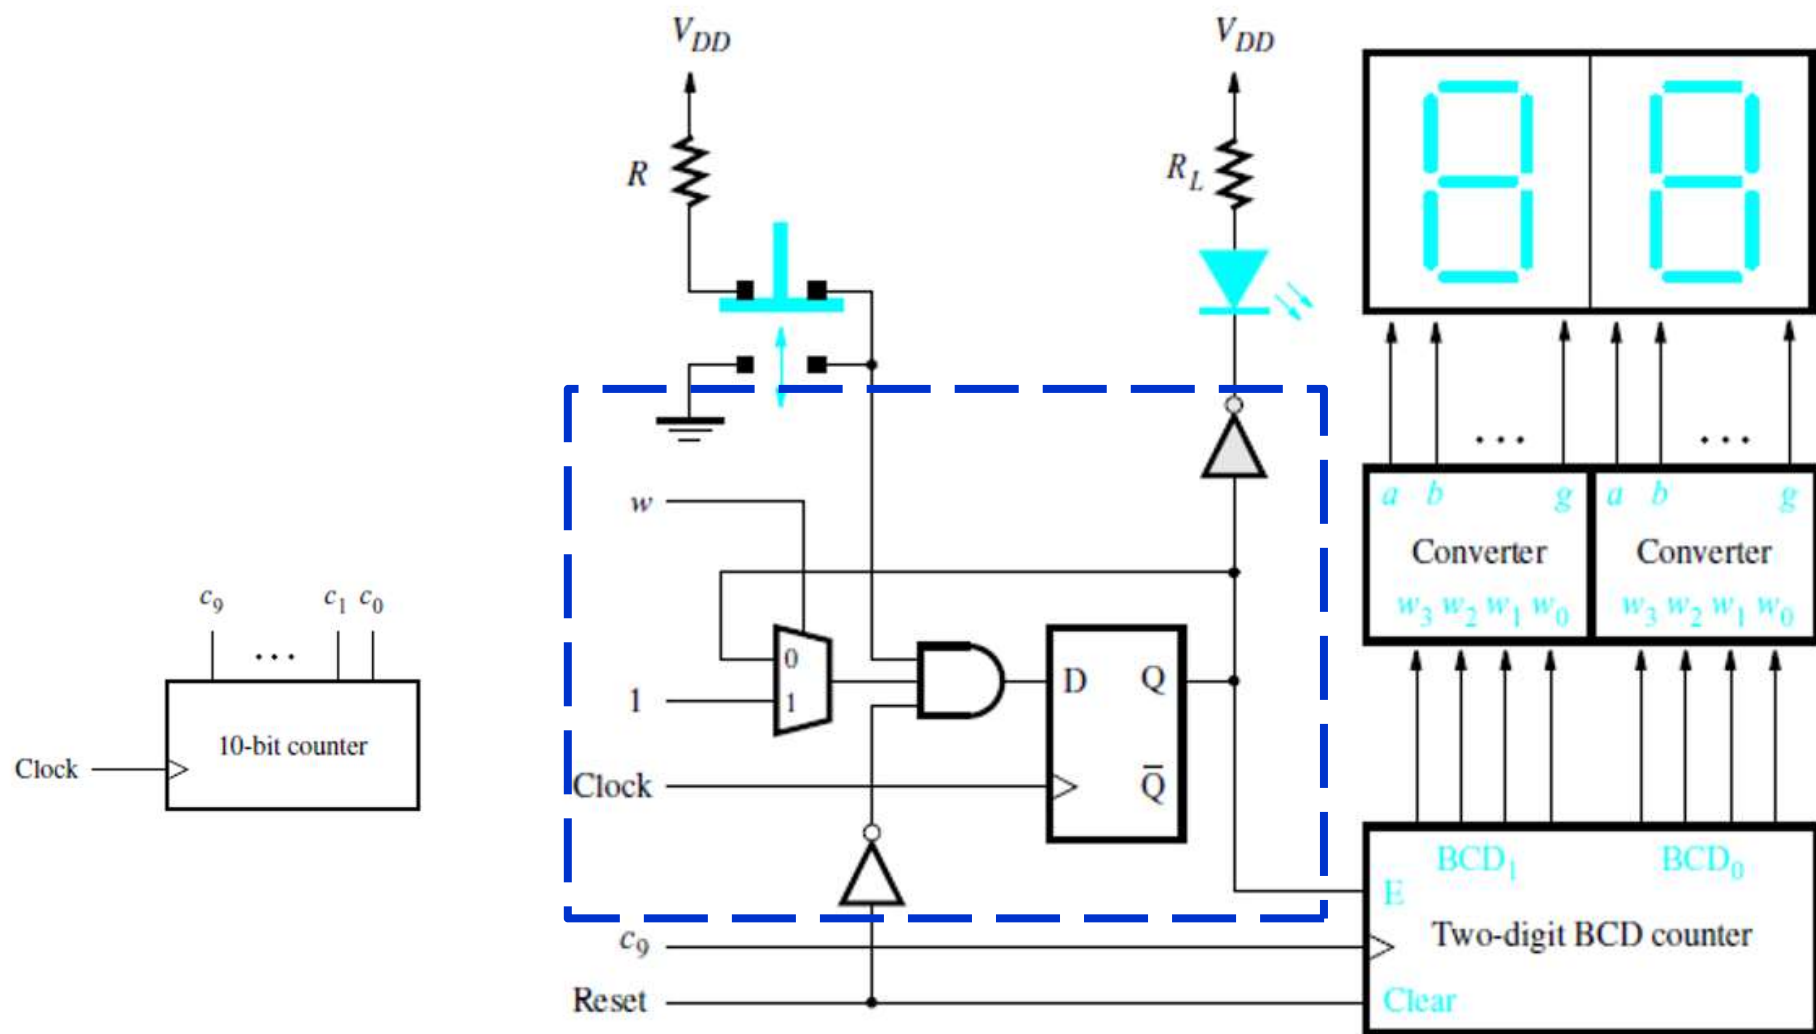 V_DD V_DD
R R_L
w
a b g a b g
Converter Converter
w_3 w_2 w_1 w_0 w_3 w_2 w_1 w_0
c_9 ... c_1 c_0
0
1 1
D Q
10-bit counter
Clock
Clock Q̅
BCD_1 BCD_0
E
c_9 Two-digit BCD counter
Reset Clear